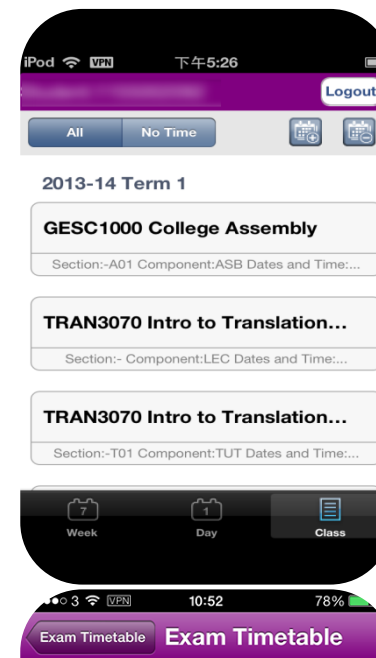 iPod VPN 下午5:26
Logout
All No Time
2013-14 Term 1
GESC1000 College Assembly
Section:-A01 Component:ASB Dates and Time:...
TRAN3070 Intro to Translation...
Section:- Component:LEC Dates and Time:...
TRAN3070 Intro to Translation...
Section:-T01 Component:TUT Dates and Time:...
7 1
Week Day Class
3 VPN 10:52 78%
Exam Timetable Exam Timetable